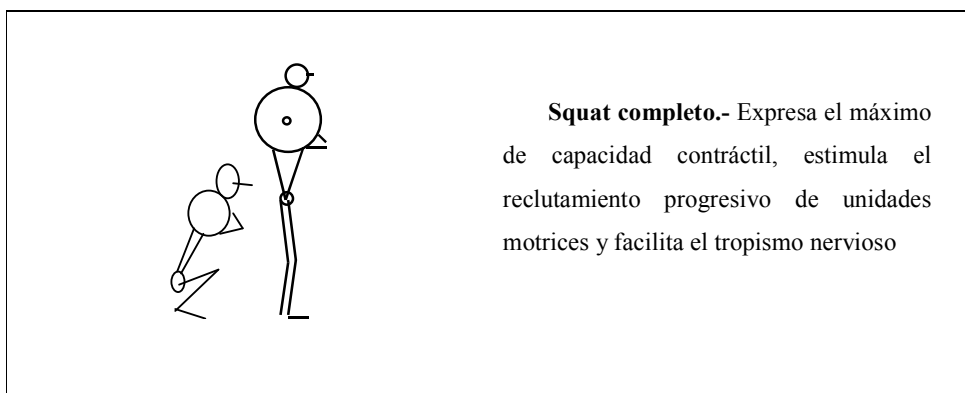 Squat completo.- Expresa el máximo
de capacidad contráctil, estimula el
reclutamiento progresivo de unidades
motrices y facilita el tropismo nervioso